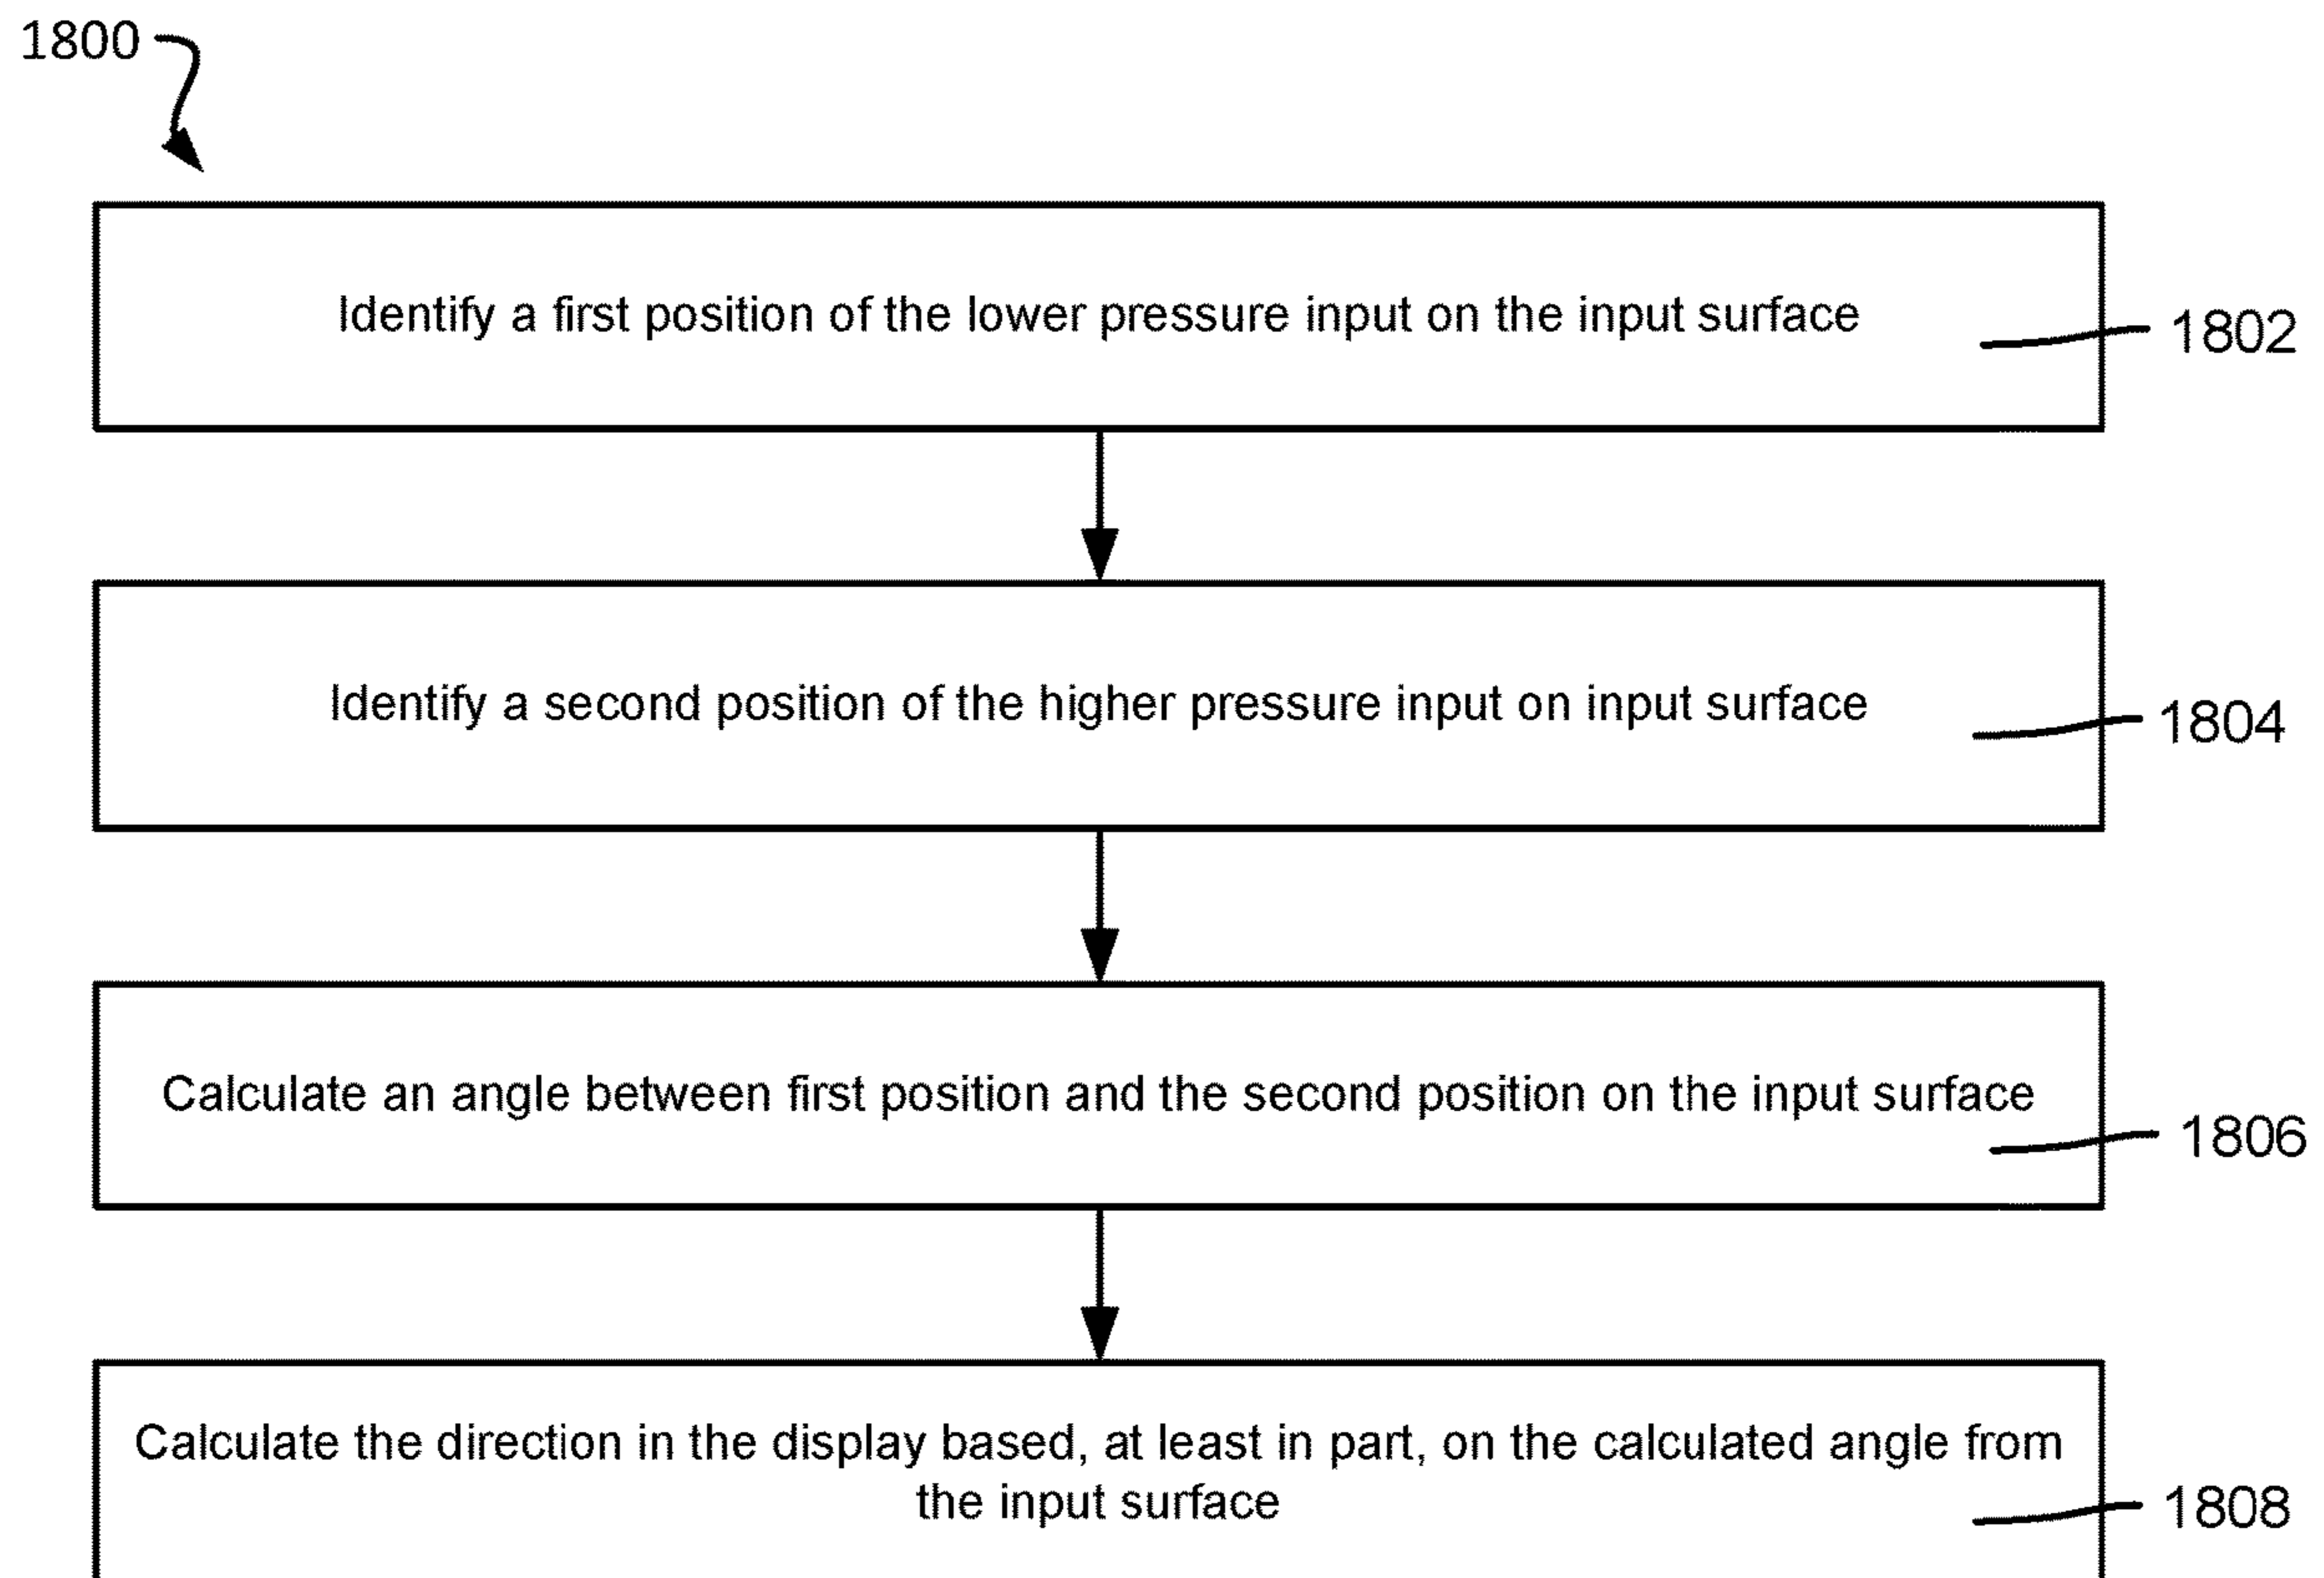 1800
Identify a first position of the lower pressure input on the input surface
1802
Identify a second position of the higher pressure input on input surface
1804
Calculate an angle between first position and the second position on the input surface
1806
Calculate the direction in the display based, at least in part, on the calculated angle from
the input surface
1808